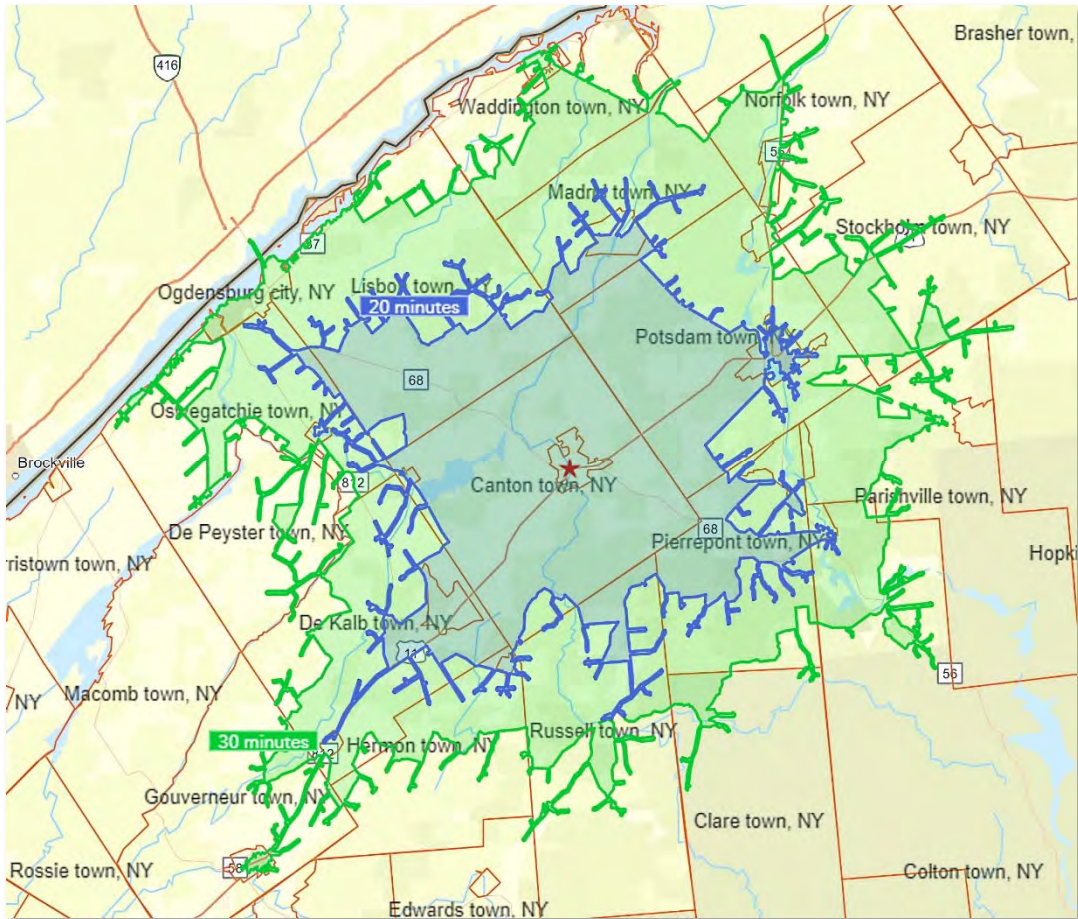 Brasher town,
416
Waddington town, NY
Norfolk town, NY
56
Madrid town, NY
Stockholm town, NY
37
Ogdensburg city, NY
Lisbon town, NY
20 minutes
Potsdam town, NY
68
Oswegatchie town, NY
Brockville
812
Canton town, NY
Parishville town, NY
68
De Peyster town, NY
Pierrepont town, NY
Hopki
rristown town, NY
De Kalb town, NY
11
56
NY
Macomb town, NY
Russell town, NY
30 minutes
812
Hermon town, NY
Gouverneur town, NY
Clare town, NY
58
Rossie town, NY
Colton town, NY
Edwards town, NY